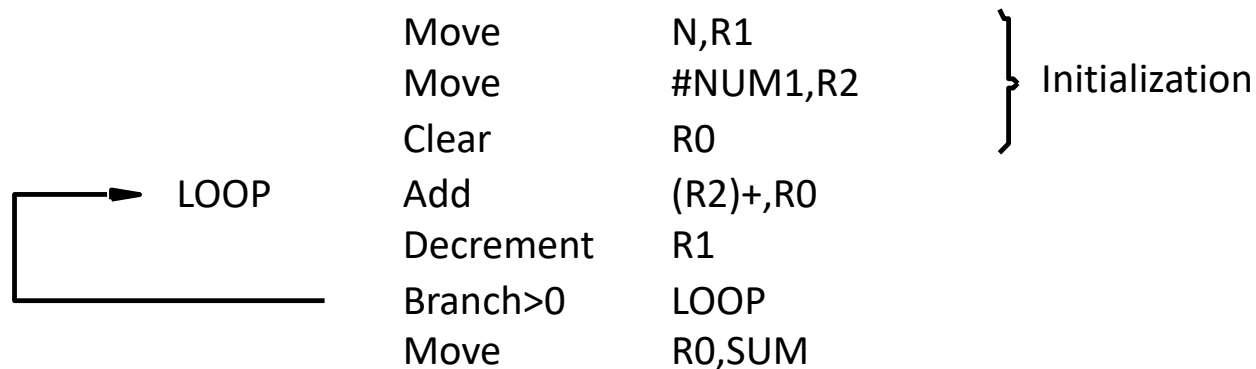 Move N,R1
Move #NUM1,R2 Initialization
Clear R0
LOOP Add (R2)+,R0
Decrement R1
Branch>0 LOOP
Move R0,SUM